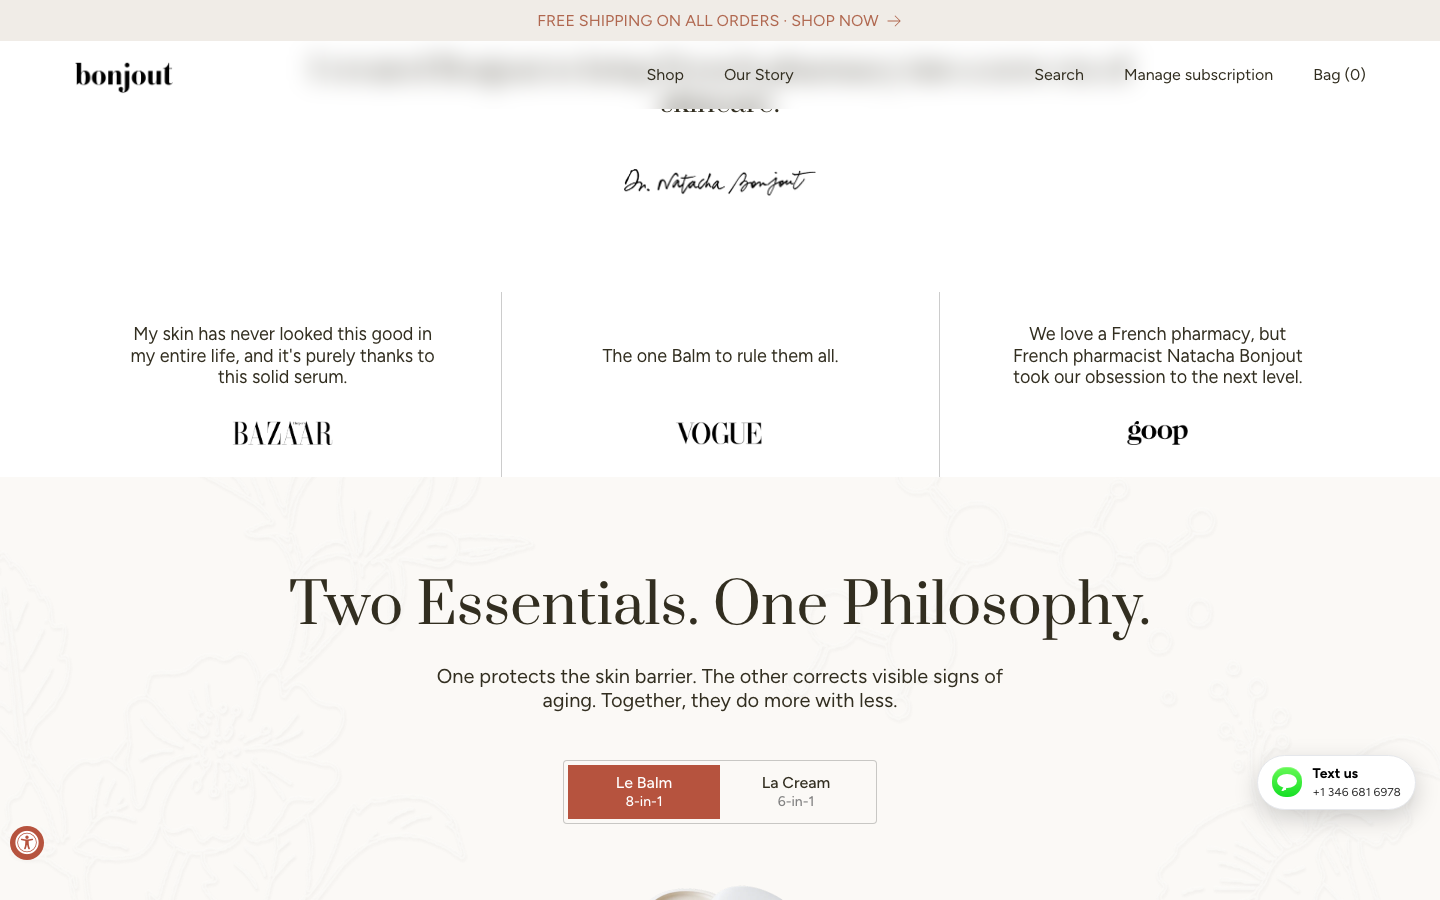 FREE SHIPPING ON ALL ORDERS · SHOP NOW →
bonjout
Shop
Our Story
Search
Manage subscription
Bag (0)
skincare.
Dr. Natacha Bonjout
My skin has never looked this good in
my entire life, and it's purely thanks to
this solid serum.
BAZAAR
The one Balm to rule them all.
VOGUE
We love a French pharmacy, but
French pharmacist Natacha Bonjout
took our obsession to the next level.
goop
Two Essentials. One Philosophy.
One protects the skin barrier. The other corrects visible signs of
aging. Together, they do more with less.
Le Balm
8-in-1
La Cream
6-in-1
Text us
+1 346 681 6978